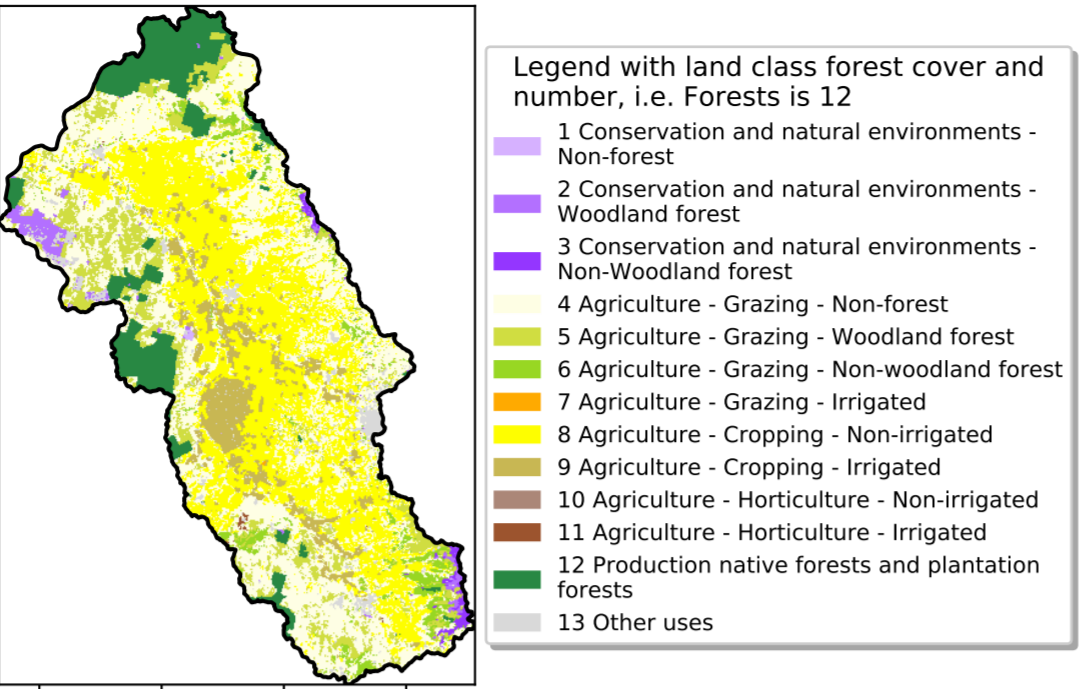 Legend with land class forest cover and
number, i.e. Forests is 12
1 Conservation and natural environments -
Non-forest
2 Conservation and natural environments -
Woodland forest
3 Conservation and natural environments -
Non-Woodland forest
4 Agriculture - Grazing - Non-forest
5 Agriculture - Grazing - Woodland forest
6 Agriculture - Grazing - Non-woodland forest
7 Agriculture - Grazing - Irrigated
8 Agriculture - Cropping - Non-irrigated
9 Agriculture - Cropping - Irrigated
10 Agriculture - Horticulture - Non-irrigated
11 Agriculture - Horticulture - Irrigated
12 Production native forests and plantation
forests
13 Other uses